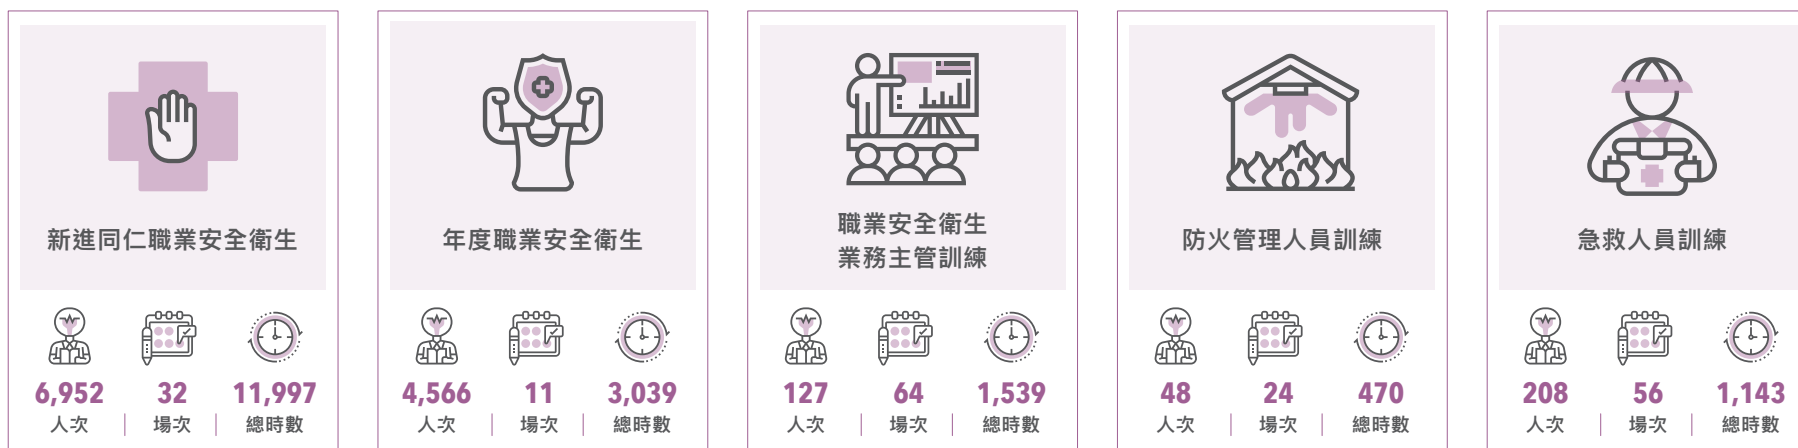 新進同仁職業安全衛生
6,952 32 11,997
人次 場次 總時數
年度職業安全衛生
4,566 11 3,039
人次 場次 總時數
職業安全衛生
業務主管訓練
127 64 1,539
人次 場次 總時數
防火管理人員訓練
48 24 470
人次 場次 總時數
急救人員訓練
208 56 1,143
人次 場次 總時數